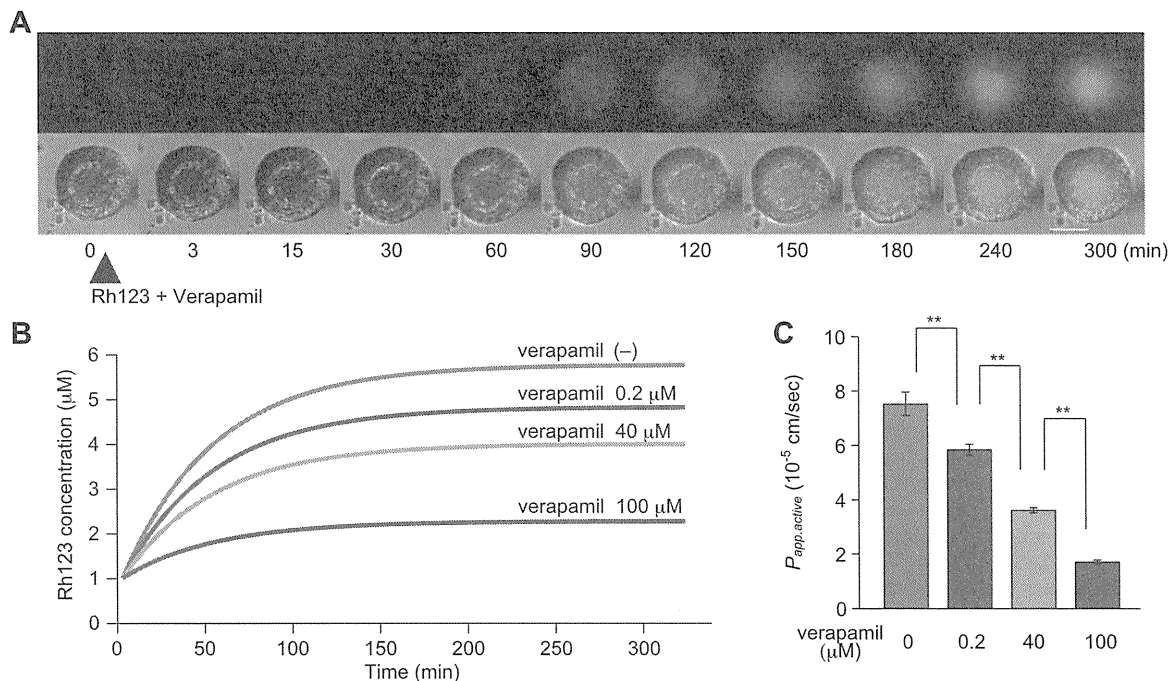 A
0 3 15 30 60 90 120 150 180 240 300 (min)
Rh123 + Verapamil
B
Rh123 concentration (μM)
6
5
4
3
2
1
0
verapamil (–)
verapamil 0.2 μM
verapamil 40 μM
verapamil 100 μM
0 50 100 150 200 250 300
Time (min)
C
P app.active (10-5 cm/sec)
10
8
6
4
2
0
**
**
**
verapamil
(μM)
0 0.2 40 100